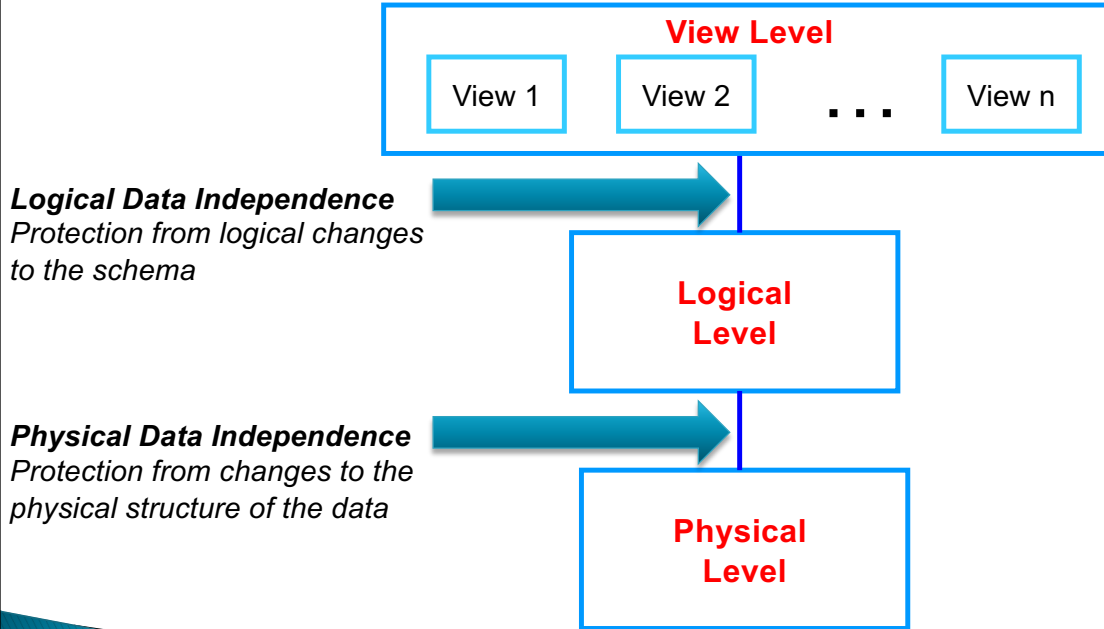 View Level
View 1
View 2
. . .
View n
Logical Data Independence
Protection from logical changes
to the schema
Logical
Level
Physical Data Independence
Protection from changes to the
physical structure of the data
Physical
Level